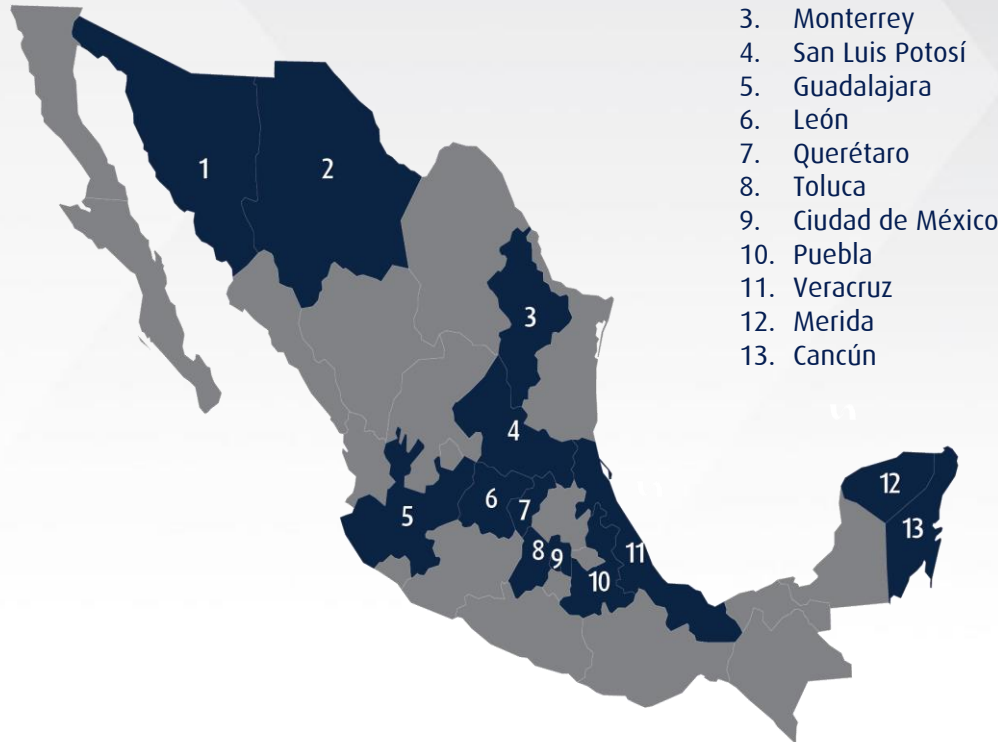 3. Monterrey
4. San Luis Potosí
5. Guadalajara
6. León
7. Querétaro
8. Toluca
9. Ciudad de México
10. Puebla
11. Veracruz
12. Merida
13. Cancún
1
2
3
4
5
6
7
8
9
10
11
12
13